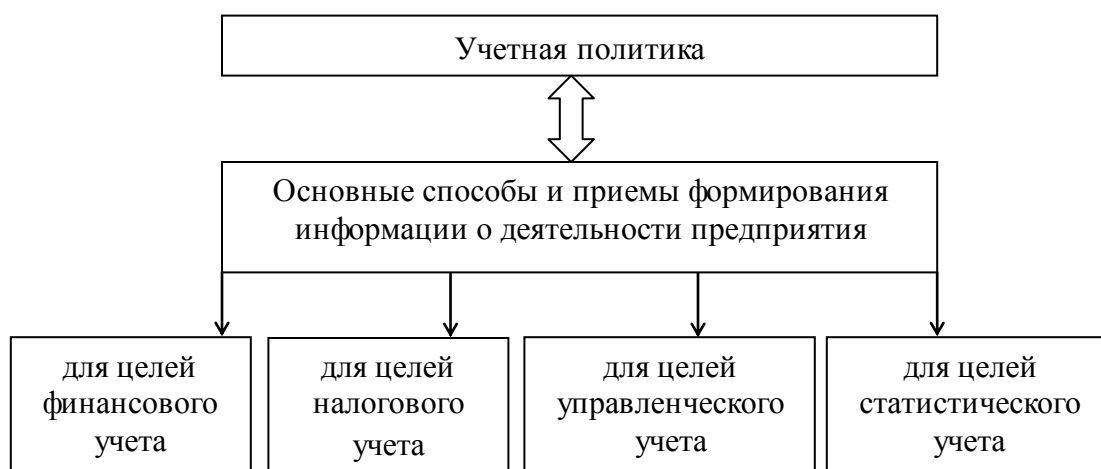 Учетная политика
Основные способы и приемы формирования
информации о деятельности предприятия
для целей
финансового
учета
для целей
налогового
учета
для целей
управленческого
учета
для целей
статистического
учета